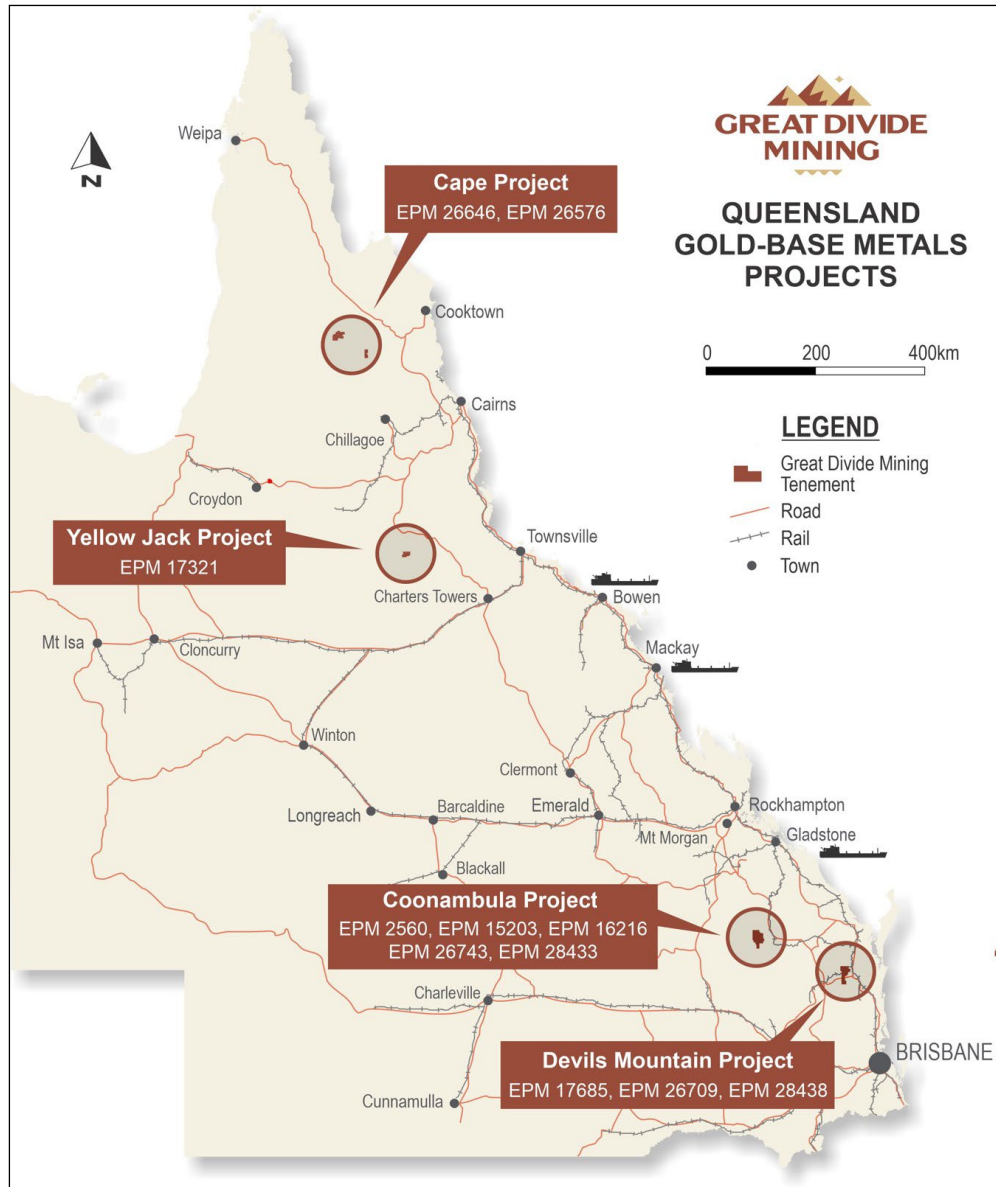 GREAT DIVIDE
MINING
QUEENSLAND
GOLD-BASE METALS
PROJECTS
0
200
400km
LEGEND
Great Divide Mining
Tenement
Road
Rail
Town
N
Weipa
Cape Project
EPM 26646, EPM 26576
Cooktown
Cairns
Chillagoe
Croydon
Yellow Jack Project
EPM 17321
Townsville
Charters Towers
Bowen
Mt Isa
Cloncurry
Mackay
Winton
Clermont
Longreach
Barcaldine
Emerald
Rockhampton
Mt Morgan
Gladstone
Blackall
Coonambula Project
EPM 2560, EPM 15203, EPM 16216
EPM 26743, EPM 28433
Charleville
Devils Mountain Project
EPM 17685, EPM 26709, EPM 28438
BRISBANE
Cunnamulla